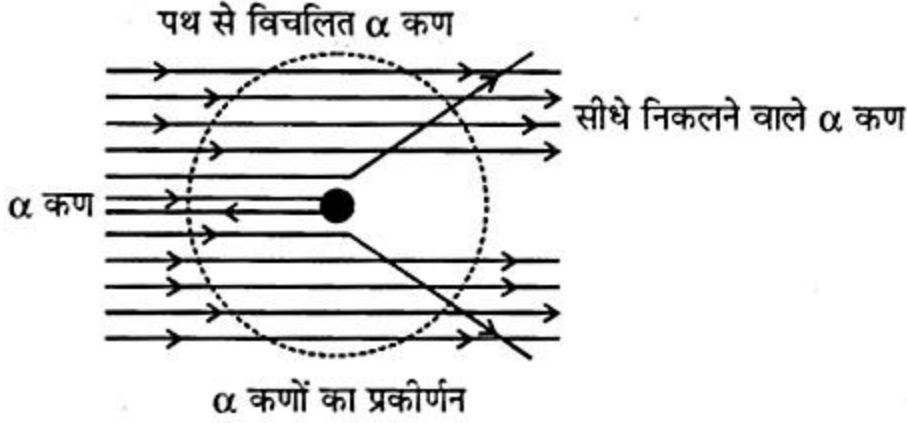 पथ से विचलित α कण
सीधे निकलने वाले α कण
α कण
α कणों का प्रकीर्णन